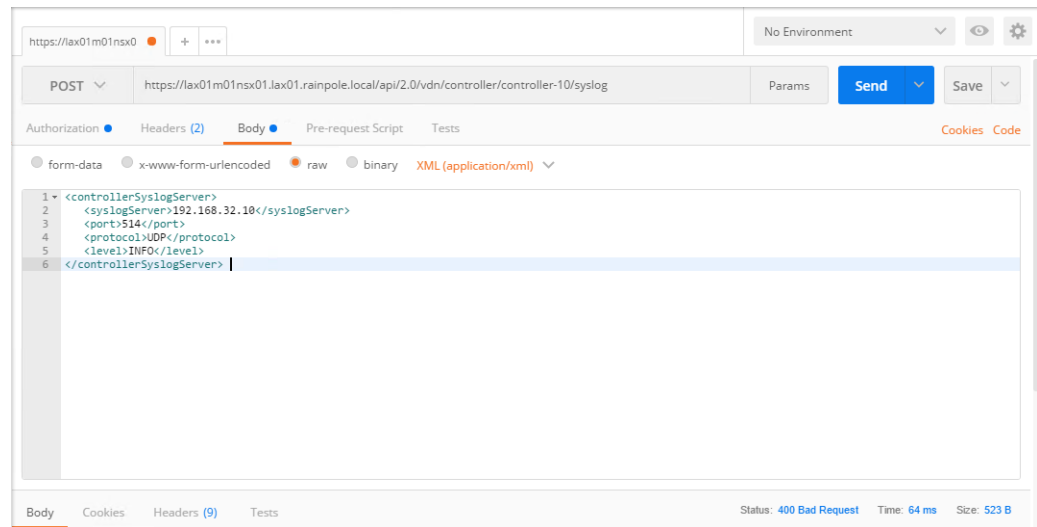 https://lax01m01nsx0 + ••• No Environment
POST https://lax01m01nsx01.lax01.rainpole.local/api/2.0/vdn/controller/controller-10/syslog Params Send Save
Authorization Headers (2) Body Pre-request Script Tests Cookies Code
form-data x-www-form-urlencoded raw binary XML (application/xml)
1 <controllerSyslogServer>
2 <syslogServer>192.168.32.10</syslogServer>
3 <port>514</port>
4 <protocol>UDP</protocol>
5 <level>INFO</level>
6 </controllerSyslogServer>
Body Cookies Headers (9) Tests Status: 400 Bad Request Time: 64 ms Size: 523 B